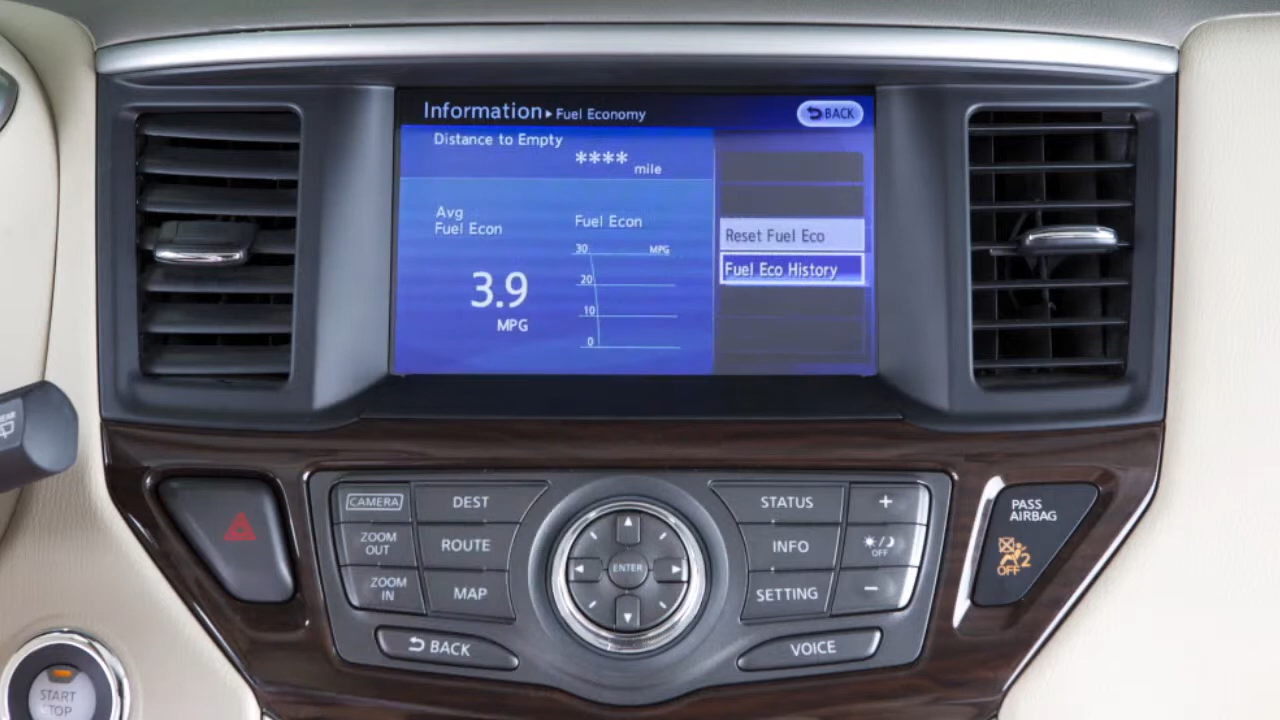 Information▸Fuel Economy
BACK
Distance to Empty
**** mile
Avg
Fuel Econ
Fuel Econ
30
MPG
20
10
0
3.9
MPG
Reset Fuel Eco
Fuel Eco History
CAMERA
DEST
STATUS
+
ZOOM
OUT
ROUTE
INFO
OFF
ZOOM
IN
MAP
ENTER
SETTING
−
BACK
VOICE
PASS
AIRBAG
OFF
2
REAR
START
STOP